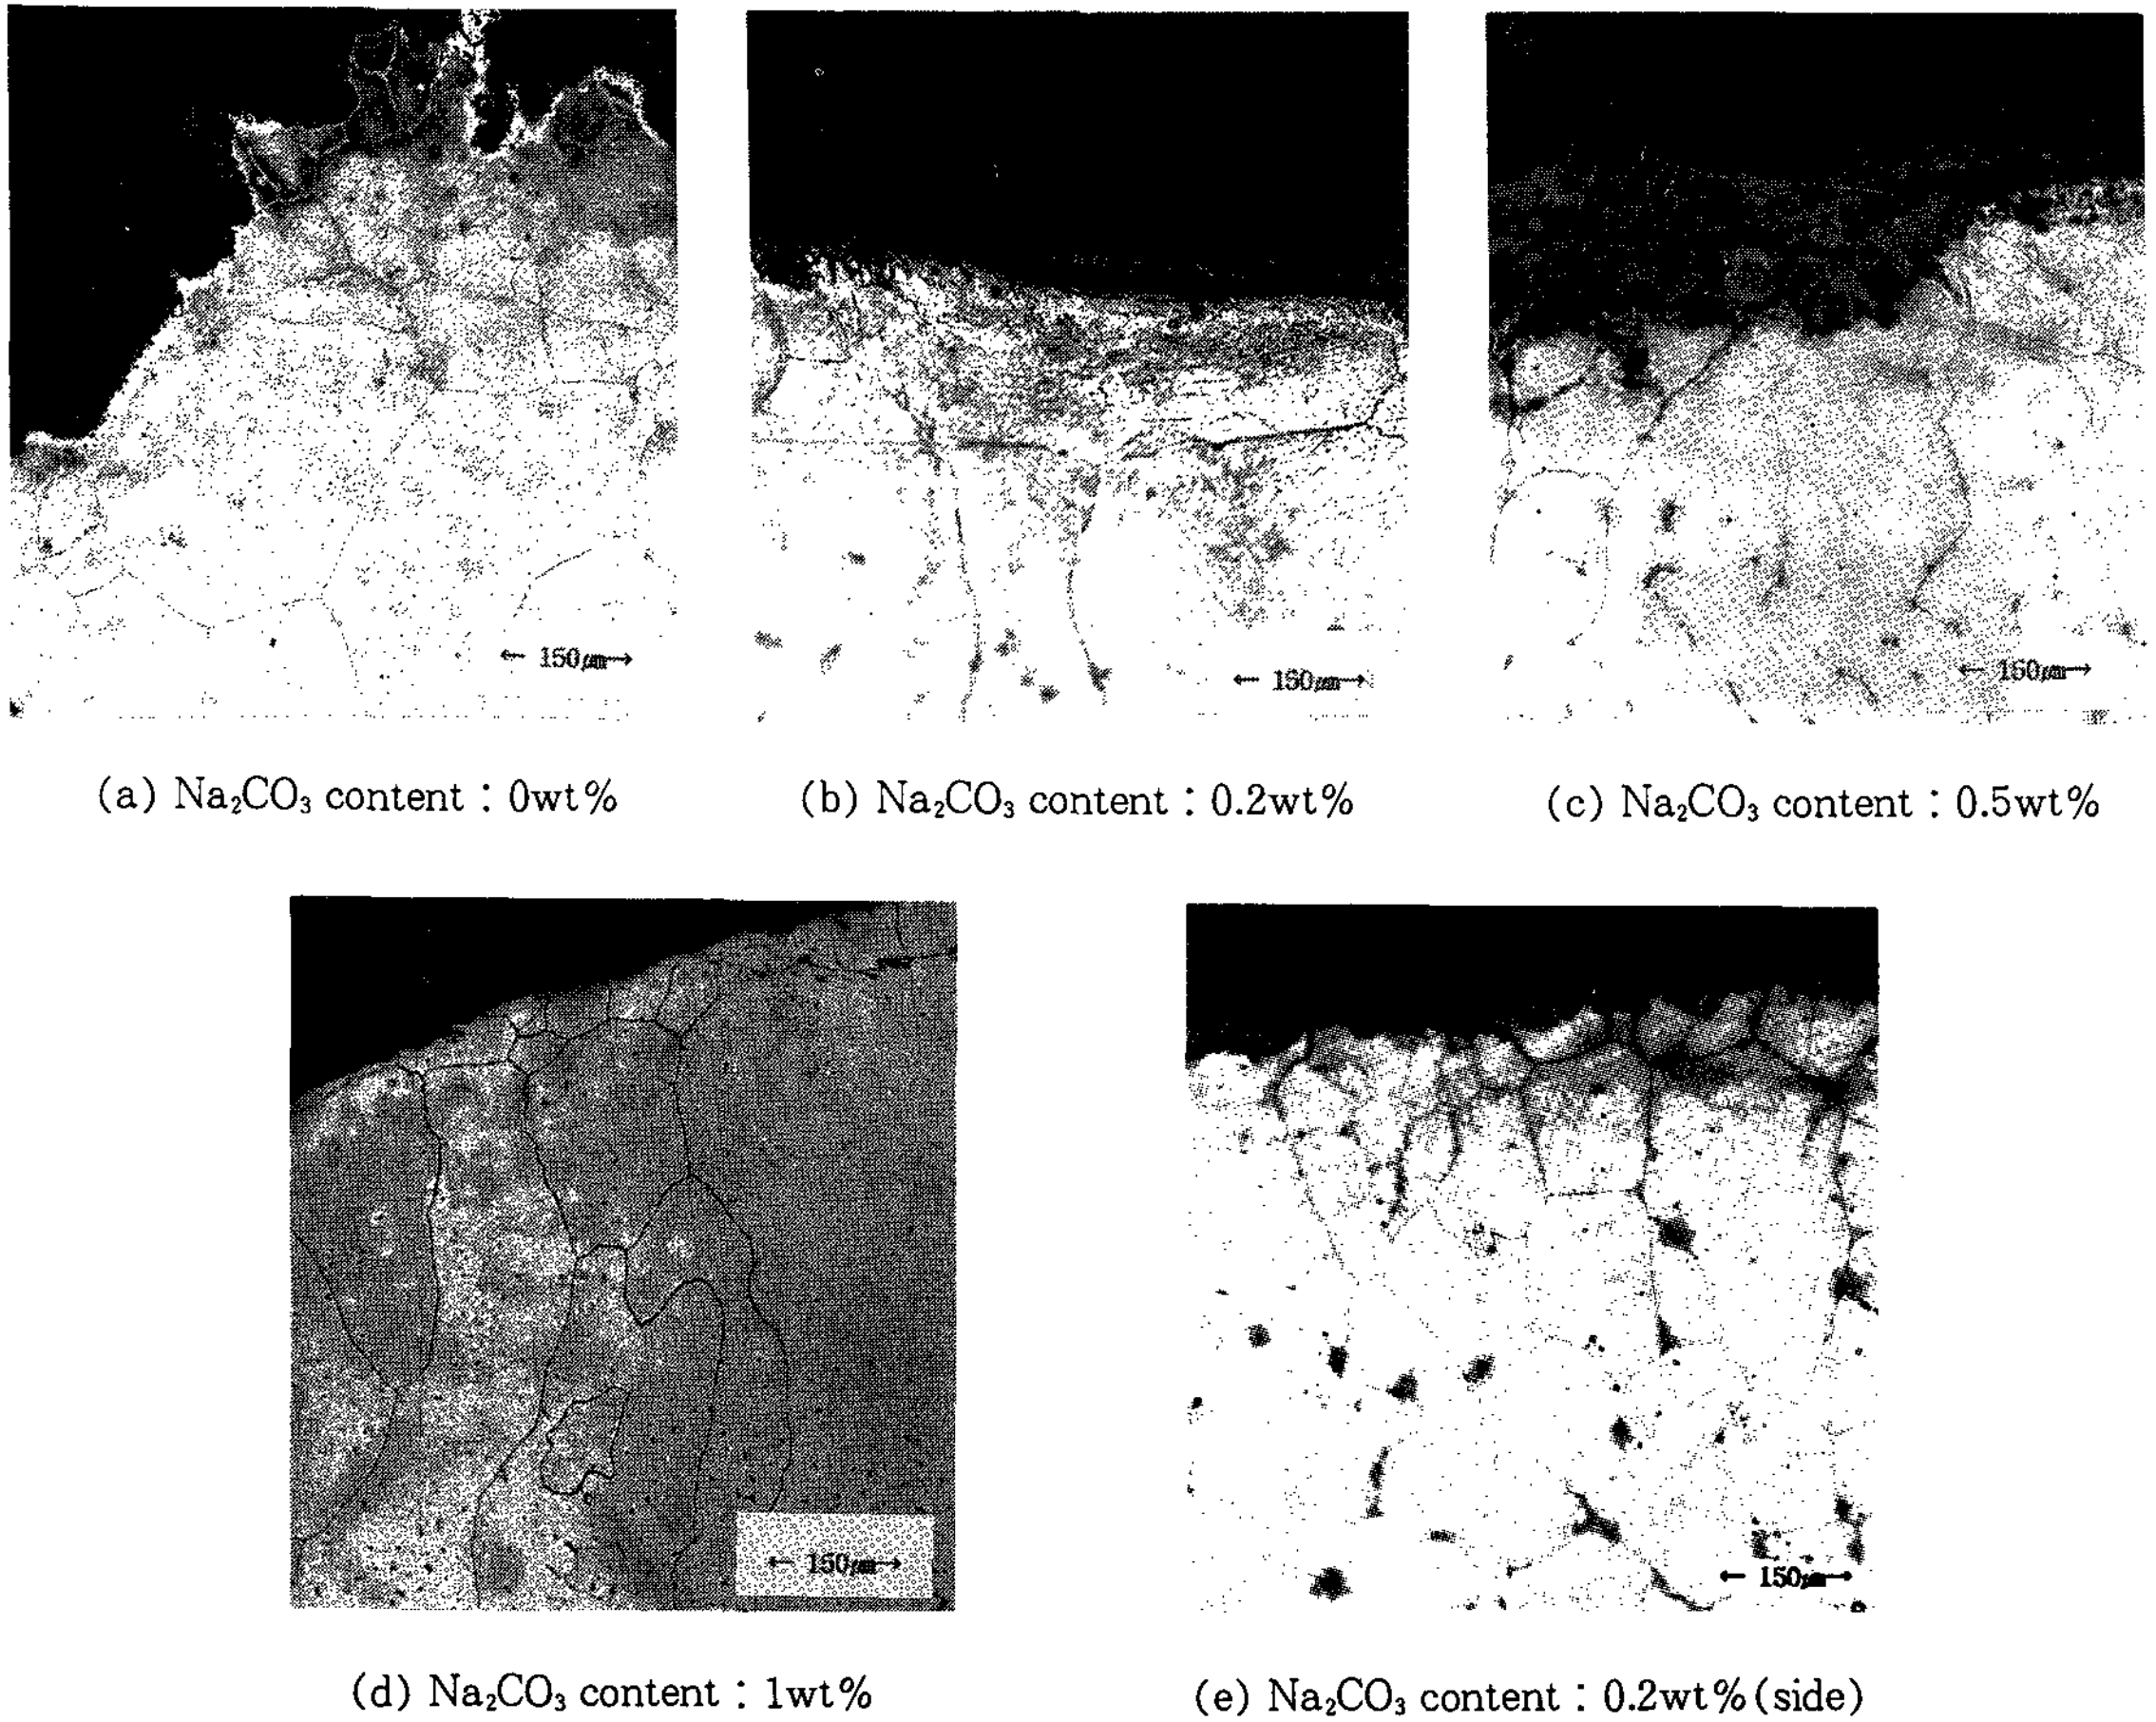 ← 150㎛→
← 150㎛→
← 150㎛→
(a) Na₂CO₃ content : 0wt%
(b) Na₂CO₃ content : 0.2wt%
(c) Na₂CO₃ content : 0.5wt%
← 150㎛→
← 150㎛→
(d) Na₂CO₃ content : 1wt%
(e) Na₂CO₃ content : 0.2wt%(side)